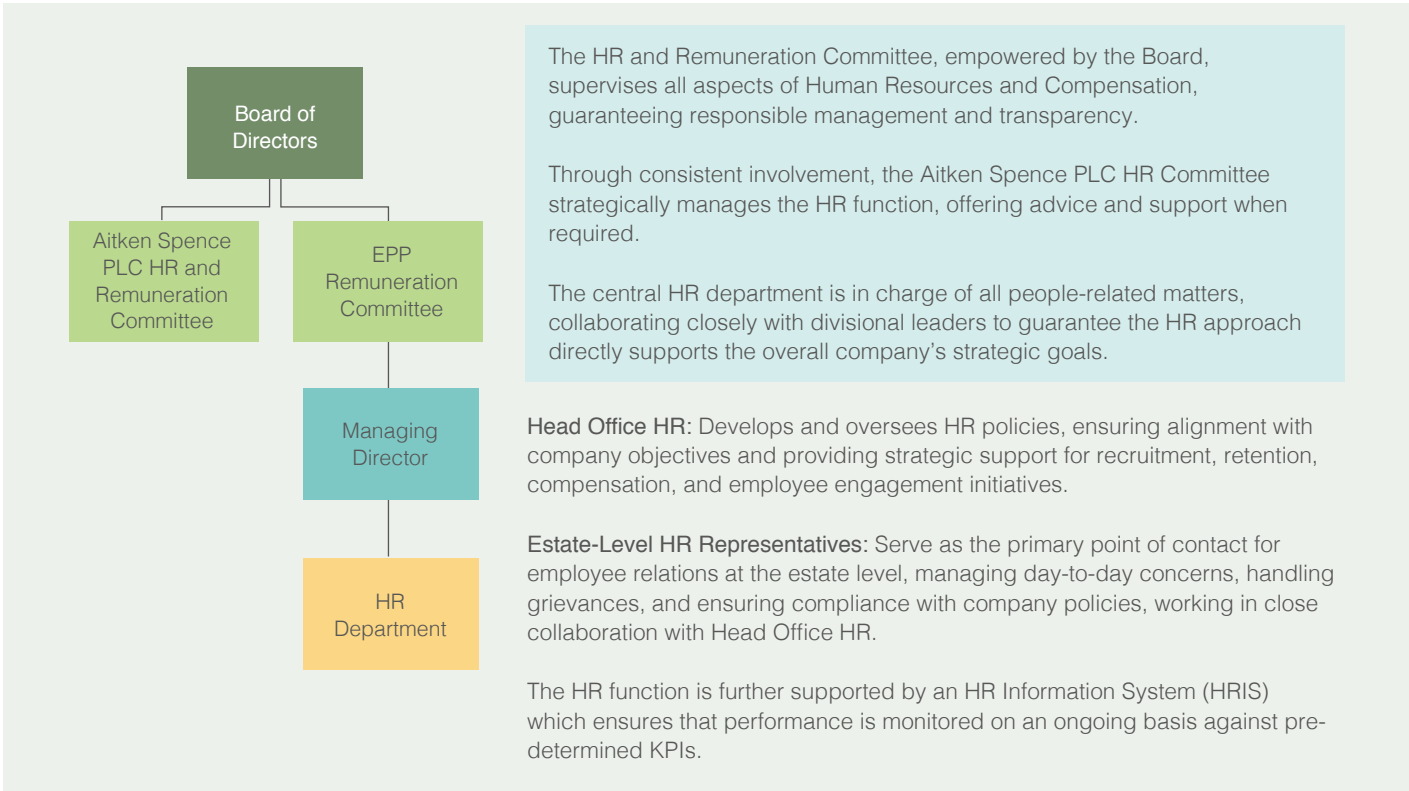 Board of
Directors
Aitken Spence
PLC HR and
Remuneration
Committee
EPP
Remuneration
Committee
Managing
Director
HR
Department
The HR and Remuneration Committee, empowered by the Board,
supervises all aspects of Human Resources and Compensation,
guaranteeing responsible management and transparency.
Through consistent involvement, the Aitken Spence PLC HR Committee
strategically manages the HR function, offering advice and support when
required.
The central HR department is in charge of all people-related matters,
collaborating closely with divisional leaders to guarantee the HR approach
directly supports the overall company's strategic goals.
Head Office HR: Develops and oversees HR policies, ensuring alignment with
company objectives and providing strategic support for recruitment, retention,
compensation, and employee engagement initiatives.
Estate-Level HR Representatives: Serve as the primary point of contact for
employee relations at the estate level, managing day-to-day concerns, handling
grievances, and ensuring compliance with company policies, working in close
collaboration with Head Office HR.
The HR function is further supported by an HR Information System (HRIS)
which ensures that performance is monitored on an ongoing basis against pre-
determined KPIs.